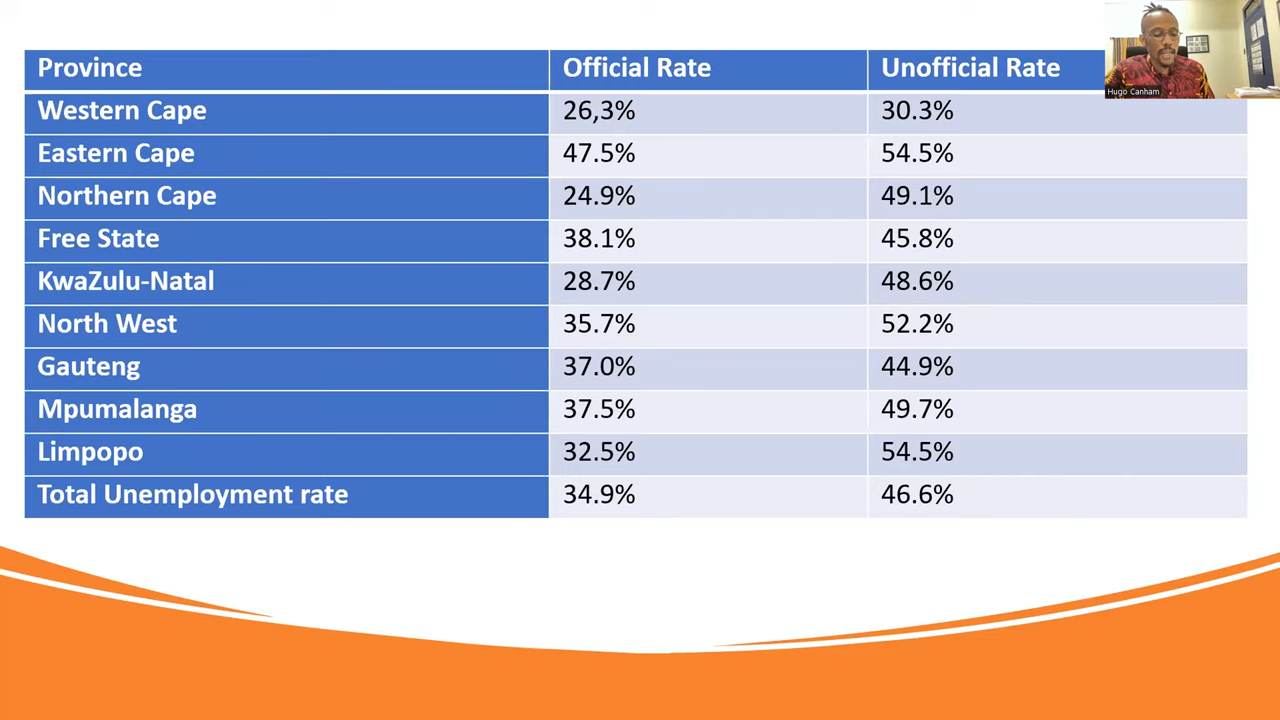 Province Official Rate Unofficial Rate
Hugo Canham
Western Cape 26,3% 30.3%
Eastern Cape 47.5% 54.5%
Northern Cape 24.9% 49.1%
Free State 38.1% 45.8%
KwaZulu-Natal 28.7% 48.6%
North West 35.7% 52.2%
Gauteng 37.0% 44.9%
Mpumalanga 37.5% 49.7%
Limpopo 32.5% 54.5%
Total Unemployment rate 34.9% 46.6%